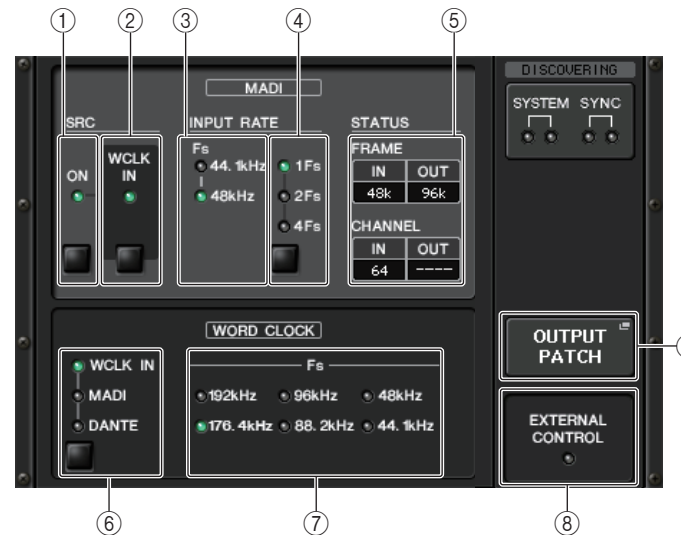 ① ② ③ ④ ⑤
DISCOVERING
MADI
SYSTEM SYNC
SRC
INPUT RATE
STATUS
ON
WCLK IN
Fs
44.1kHz
48kHz
1Fs
2Fs
4Fs
FRAME
IN OUT
48k 96k
CHANNEL
IN OUT
64 ----
WORD CLOCK
WCLK IN
MADI
DANTE
Fs
192kHz 96kHz 48kHz
176.4kHz 88.2kHz 44.1kHz
OUTPUT
PATCH
EXTERNAL
CONTROL
⑥ ⑦ ⑧